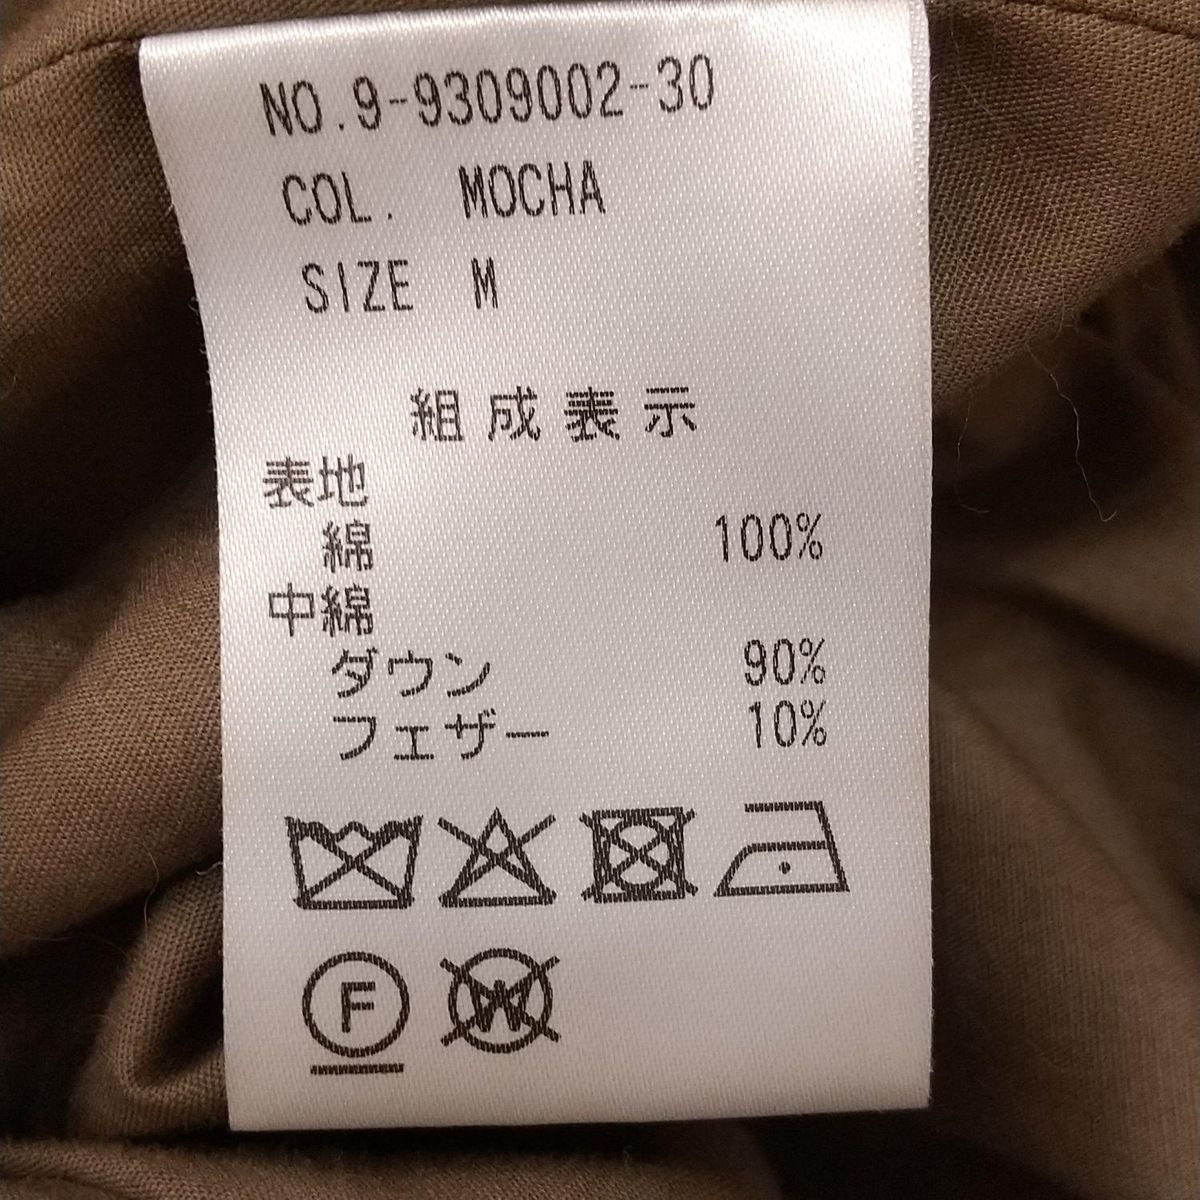 NO.9-9309002-30
COL. MOCHA
SIZE M
組成表示
表地
綿 100%
中綿
ダウン 90%
フェザー 10%
F W